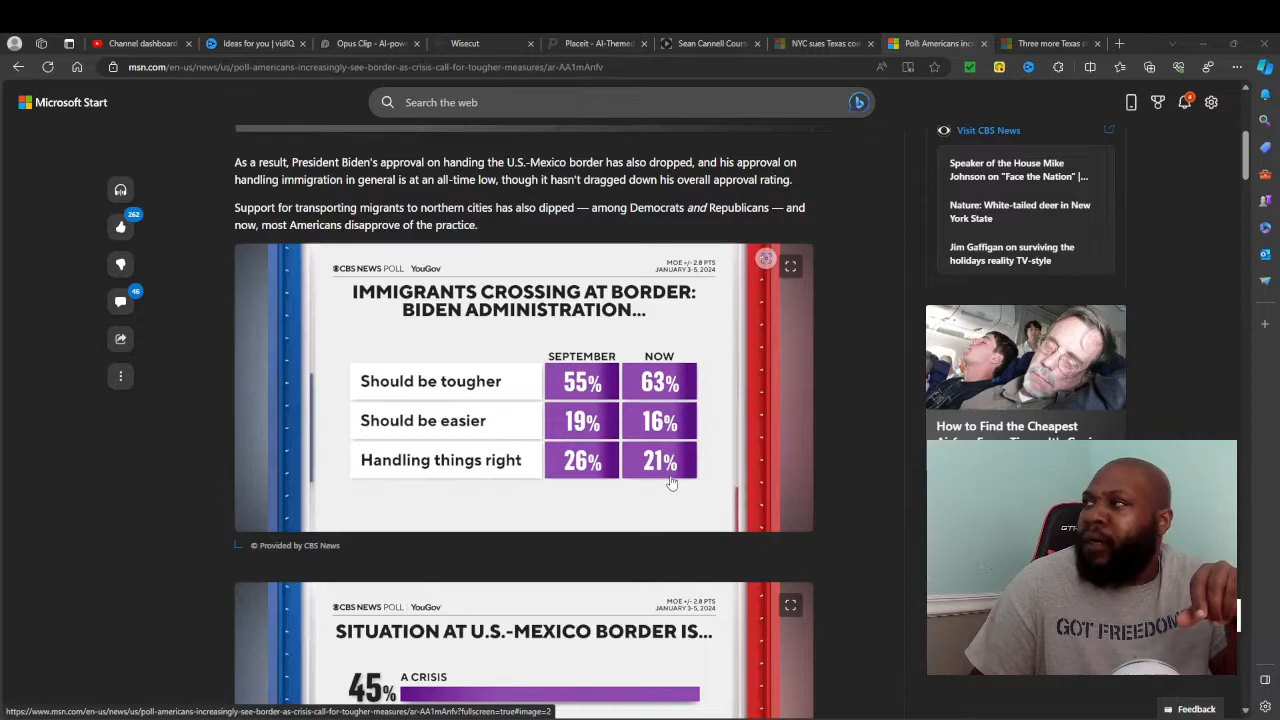 Channel dashboard
Ideas for you | vidIQ
Opus Clip - AI-pow
Wisecut
Placeit - AI-Themed
Sean Cannell Cours
NYC sues Texas co
Poll: Americans inc
Three more Texas c
msn.com/en-us/news/us/poll-americans-increasingly-see-border-as-crisis-call-for-tougher-measures/ar-AA1mAnfv
Microsoft Start
Search the web
4
As a result, President Biden's approval on handling the U.S.-Mexico border has also dropped, and his approval on
handling immigration in general is at an all-time low, though it hasn't dragged down his overall approval rating.
Support for transporting migrants to northern cities has also dipped — among Democrats and Republicans — and
now, most Americans disapprove of the practice.
262
46
CBS NEWS POLL | YouGov
MOE +/- 2.8 PTS
JANUARY 3-5, 2024
IMMIGRANTS CROSSING AT BORDER:
BIDEN ADMINISTRATION...
SEPTEMBER NOW
Should be tougher 55% 63%
Should be easier 19% 16%
Handling things right 26% 21%
© Provided by CBS News
CBS NEWS POLL | YouGov
MOE +/- 2.8 PTS
JANUARY 3-5, 2024
SITUATION AT U.S.-MEXICO BORDER IS...
45% A CRISIS
Visit CBS News
Speaker of the House Mike
Johnson on "Face the Nation" |...
Nature: White-tailed deer in New
York State
Jim Gaffigan on surviving the
holidays reality TV-style
How to Find the Cheapest
GOT FREEDOM
https://www.msn.com/en-us/news/us/poll-americans-increasingly-see-border-as-crisis-call-for-tougher-measures/ar-AA1mAnfv?fullscreen=true#image=2
Feedback